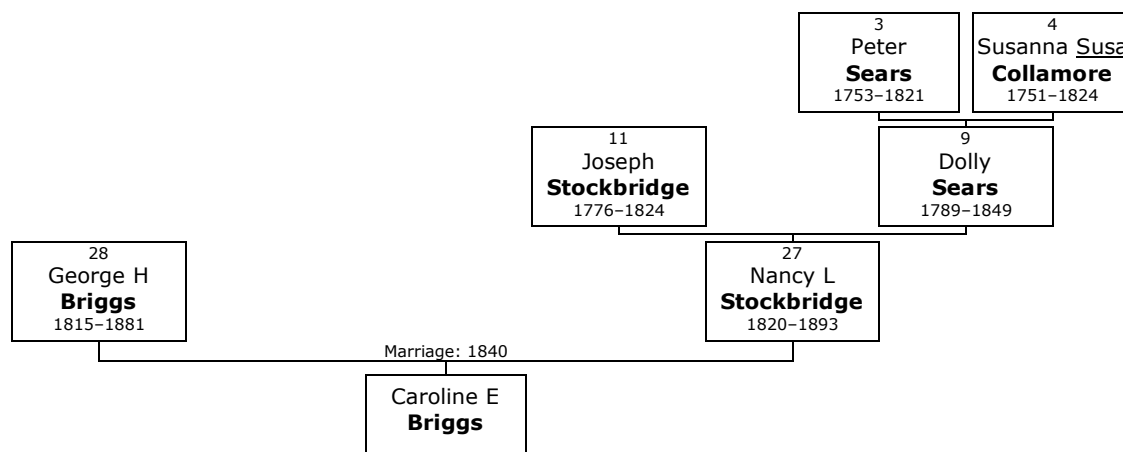 3
Peter
Sears
1753–1821
4
Susanna
Collamore
1751–1824
11
Joseph
Stockbridge
1776–1824
9
Dolly
Sears
1789–1849
28
George H
Briggs
1815–1881
27
Nancy L
Stockbridge
1820–1893
Marriage: 1840
Caroline E
Briggs